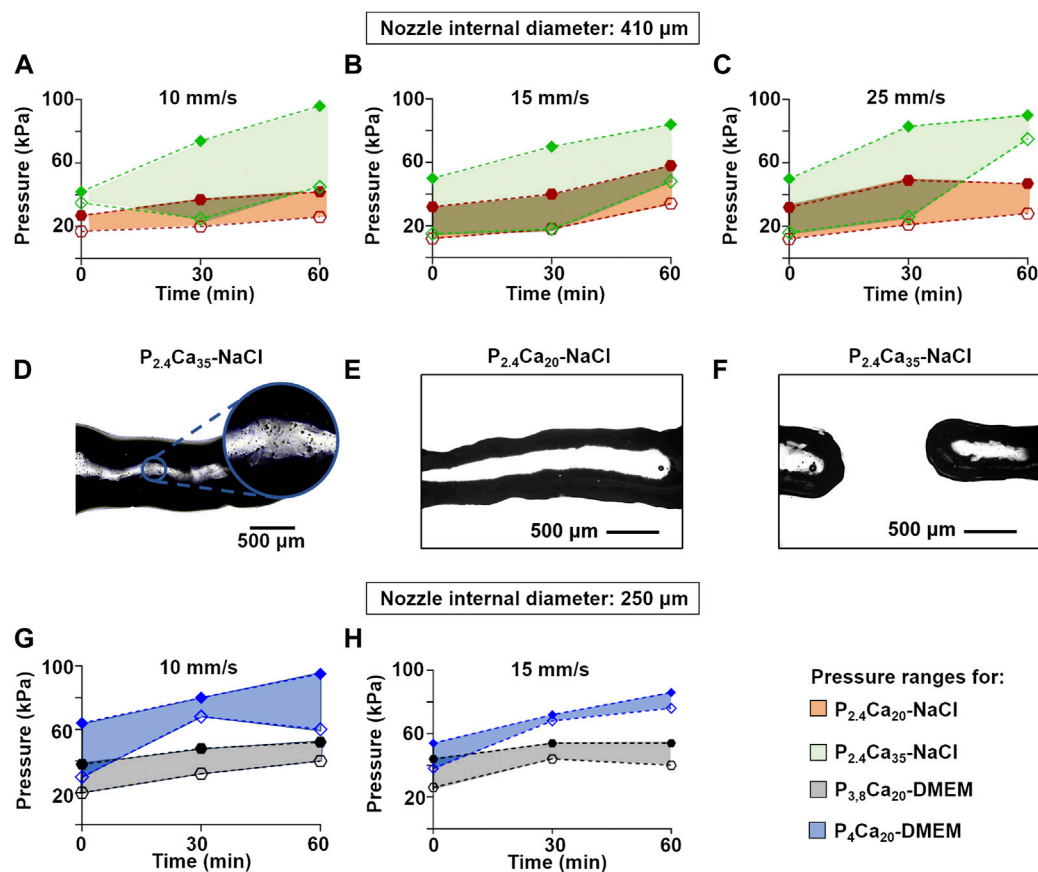 Nozzle internal diameter: 410 µm
A
B
C
10 mm/s
15 mm/s
25 mm/s
Pressure (kPa)
100
60
20
0
30
60
Time (min)
Pressure (kPa)
100
60
20
0
30
60
Time (min)
Pressure (kPa)
100
60
20
0
30
60
Time (min)
D
P2.4Ca35-NaCl
500 µm
E
P2.4Ca20-NaCl
500 µm
F
P2.4Ca35-NaCl
500 µm
Nozzle internal diameter: 250 µm
G
10 mm/s
Pressure (kPa)
100
60
20
0
30
60
Time (min)
H
15 mm/s
Pressure (kPa)
100
60
20
0
30
60
Time (min)
Pressure ranges for:
P2.4Ca20-NaCl
P2.4Ca35-NaCl
P3,8Ca20-DMEM
P4Ca20-DMEM